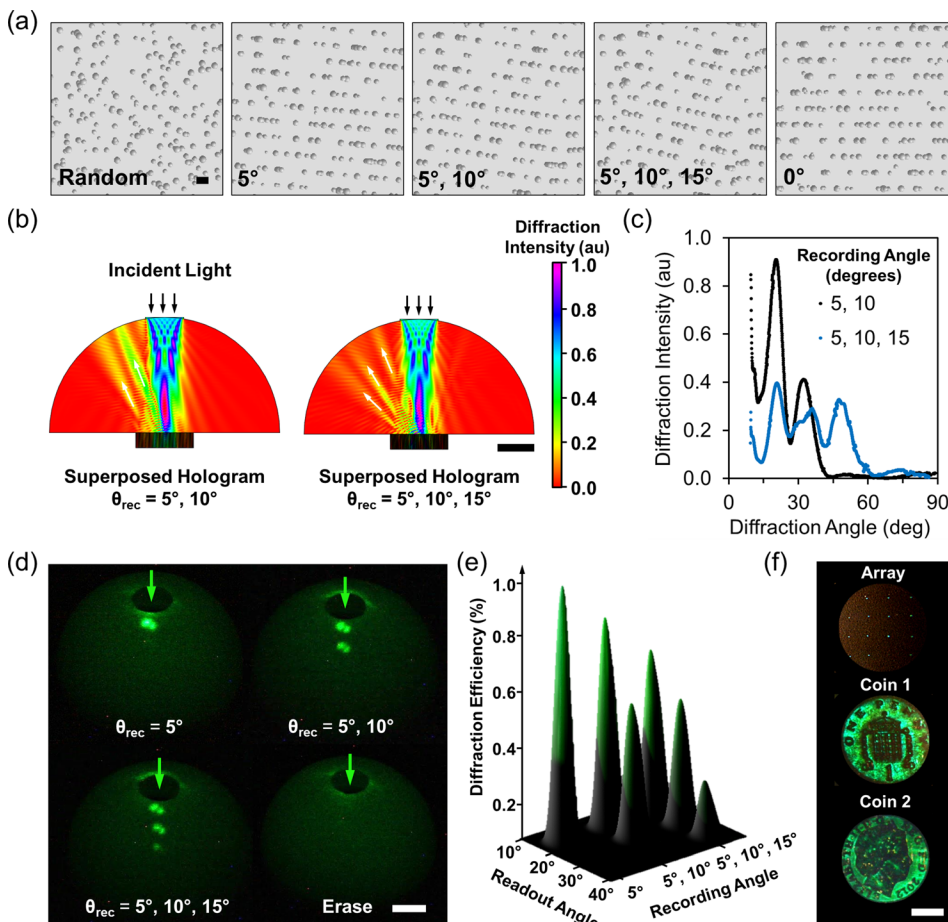 (a)
Random
5°
5°, 10°
5°, 10°, 15°
0°
(b)
Incident Light
Superposed Hologram
θrec = 5°, 10°
Superposed Hologram
θrec = 5°, 10°, 15°
Diffraction
Intensity (au)
1.0
0.8
0.6
0.4
0.2
0.0
(c)
Diffraction Intensity (au)
1.0
0.8
0.6
0.4
0.2
0.0
0
30
60
90
Diffraction Angle (deg)
Recording Angle
(degrees)
5, 10
5, 10, 15
(d)
θrec = 5°
θrec = 5°, 10°
θrec = 5°, 10°, 15°
Erase
(e)
Diffraction Efficiency (%)
1.0
0.8
0.6
0.4
0.2
10°
20°
30°
40°
Readout Angle
5°
5°, 10°
5°, 10°, 15°
Recording Angle
(f)
Array
Coin 1
ONE
Coin 2